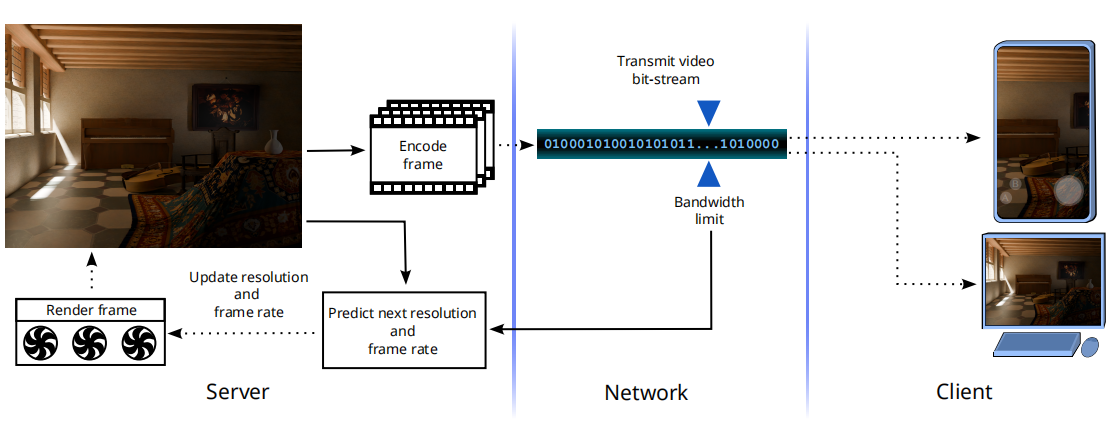 Transmit video
bit-stream
Encode
frame
010001010010101011...1010000
B
A
Bandwidth
limit
Update resolution
and
frame rate
Render frame
Predict next resolution
and
frame rate
Server
Network
Client